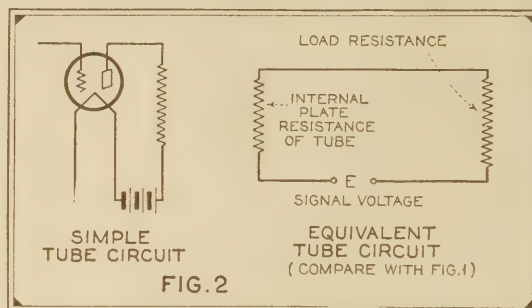 LOAD RESISTANCE
INTERNAL
PLATE
RESISTANCE
OF TUBE
E
SIGNAL VOLTAGE
SIMPLE
TUBE CIRCUIT
EQUIVALENT
TUBE CIRCUIT
(COMPARE WITH FIG.1)
FIG.2